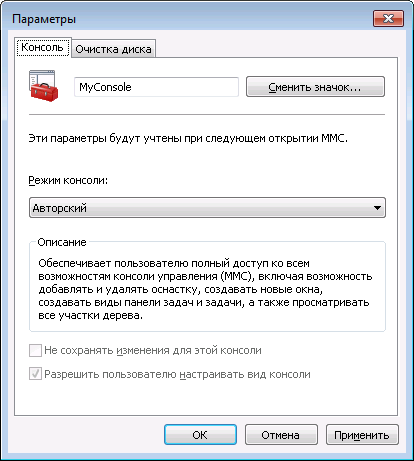 Параметры
Консоль
Очистка диска
MyConsole
Сменить значок...
Эти параметры будут учтены при следующем открытии MMC.
Режим консоли:
Авторский
Описание
Обеспечивает пользователю полный доступ ко всем
возможностям консоли управления (MMC), включая возможность
добавлять и удалять оснастку, создавать новые окна,
создавать виды панели задач и задачи, а также просматривать
все участки дерева.
Не сохранять изменения для этой консоли
Разрешить пользователю настраивать вид консоли
ОК
Отмена
Применить